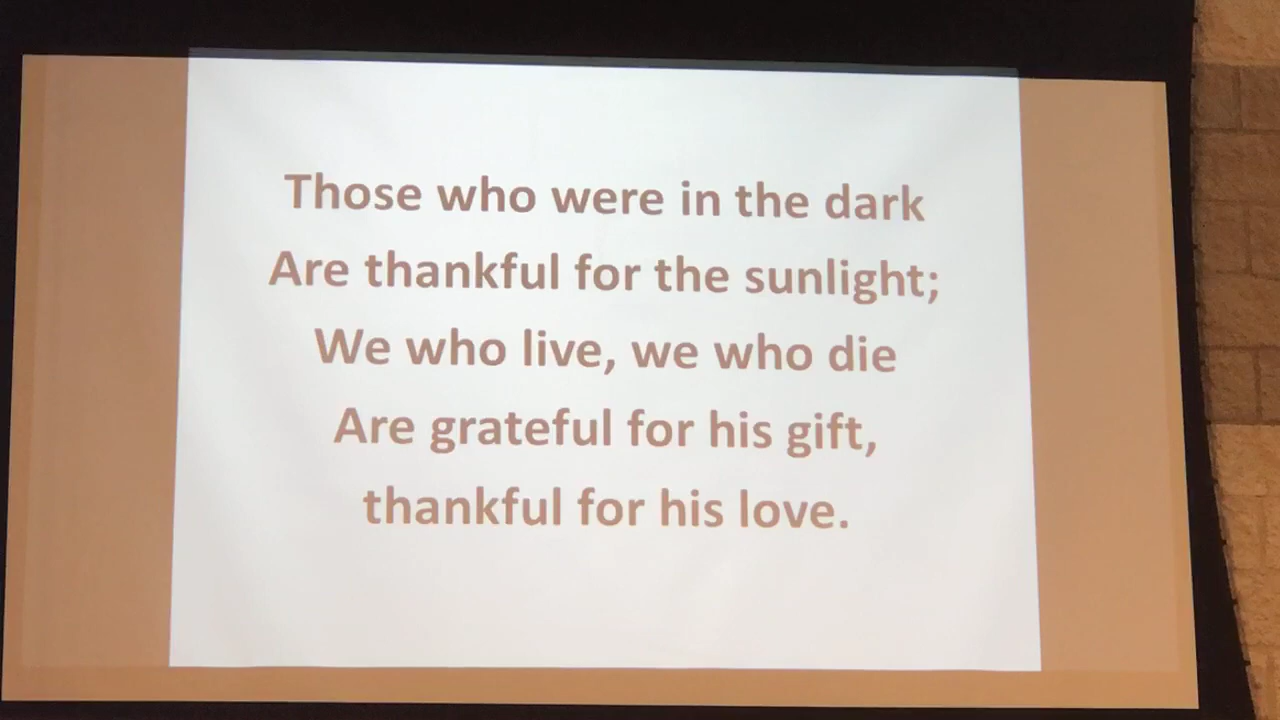 Those who were in the dark
Are thankful for the sunlight;
We who live, we who die
Are grateful for his gift,
thankful for his love.